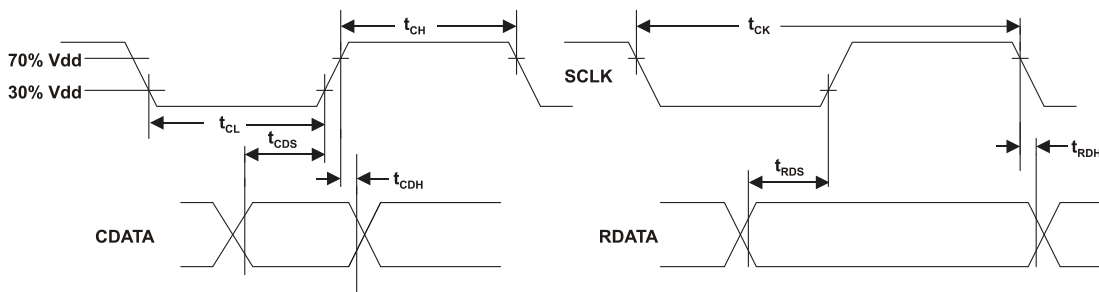 t_CH
t_CK
70% Vdd
SCLK
30% Vdd
t_CL
t_CDS
t_RDH
t_RDS
t_CDH
CDATA
RDATA